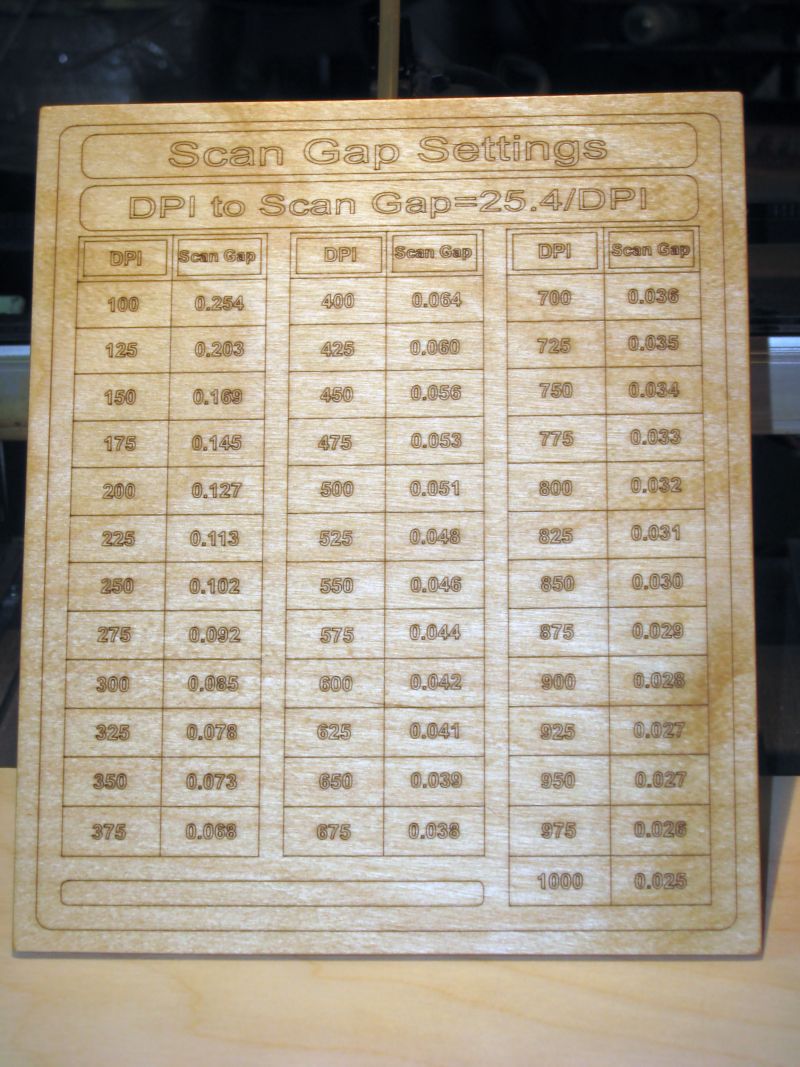 Scan Gap Settings
DPI to Scan Gap=25.4/DPI
DPI Scan Gap DPI Scan Gap DPI Scan Gap
100 0.254 400 0.064 700 0.036
125 0.203 425 0.060 725 0.035
150 0.169 450 0.056 750 0.034
175 0.145 475 0.053 775 0.033
200 0.127 500 0.051 800 0.032
225 0.113 525 0.048 825 0.031
250 0.102 550 0.046 850 0.030
275 0.092 575 0.044 875 0.029
300 0.085 600 0.042 900 0.028
325 0.078 625 0.041 925 0.027
350 0.073 650 0.039 950 0.027
375 0.068 675 0.038 975 0.026
1000 0.025